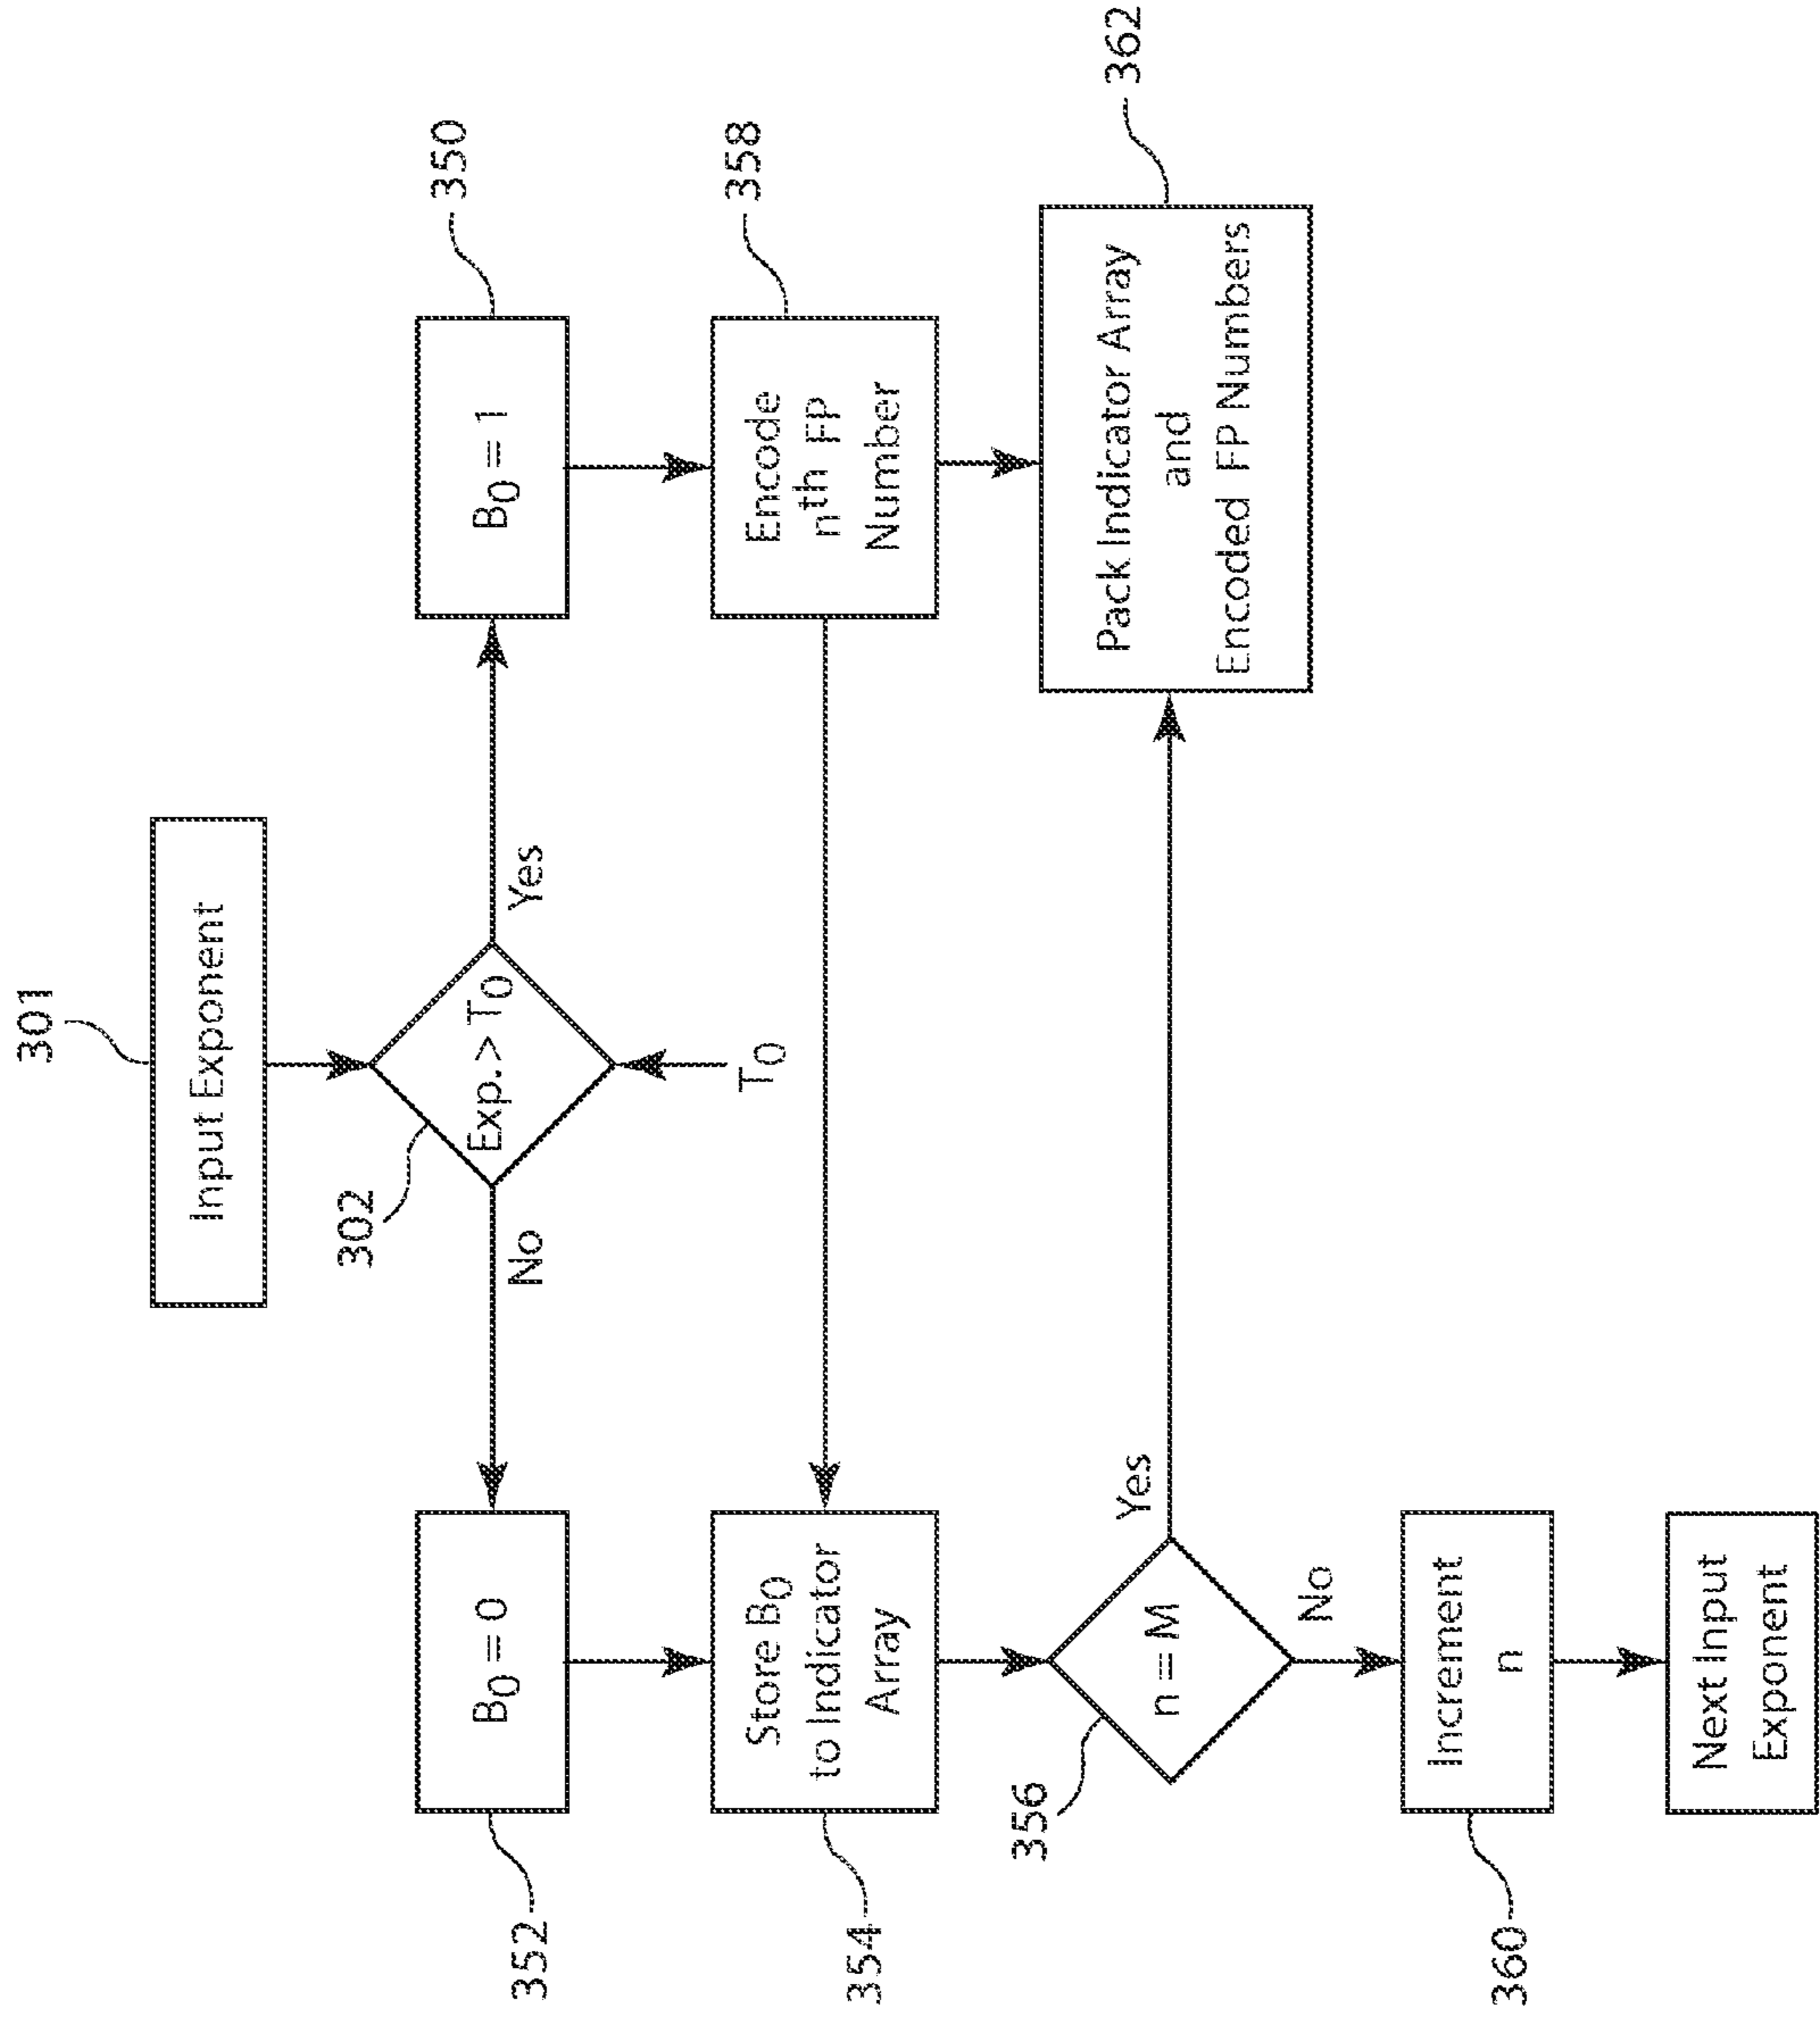 301
Input Exponent
302
Exp. > T0
No
Yes
T0
352
B0 = 0
B0 = 1
350
354
Store B0
to Indicator
Array
Encode
nth FP
Number
358
356
n = M
Yes
No
Pack Indicator Array
and
Encoded FP Numbers
362
360
Increment
n
Next Input
Exponent